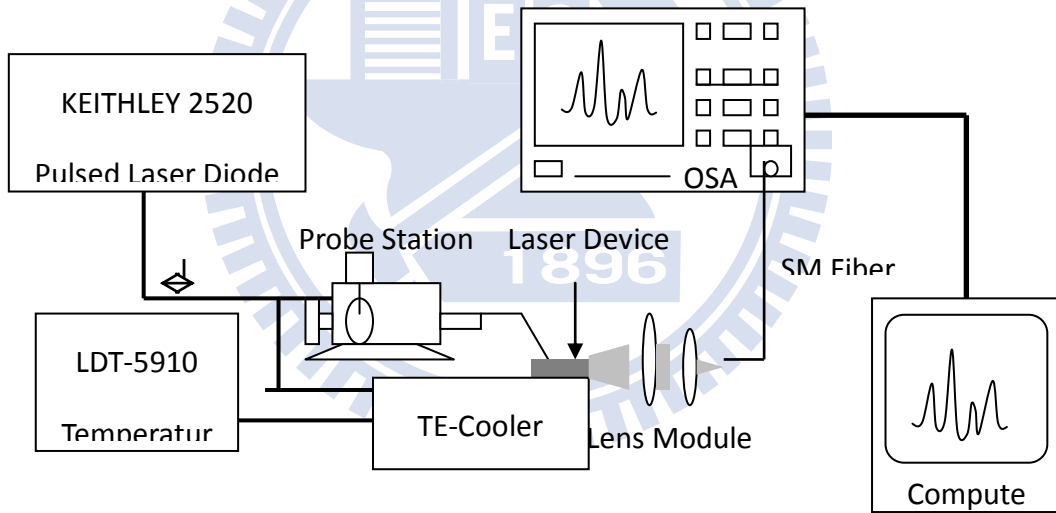 KEITHLEY 2520
Pulsed Laser Diode
OSA
Probe Station
Laser Device
1896
SM Fiber
LDT-5910
Temperatur
TE-Cooler
Lens Module
Compute